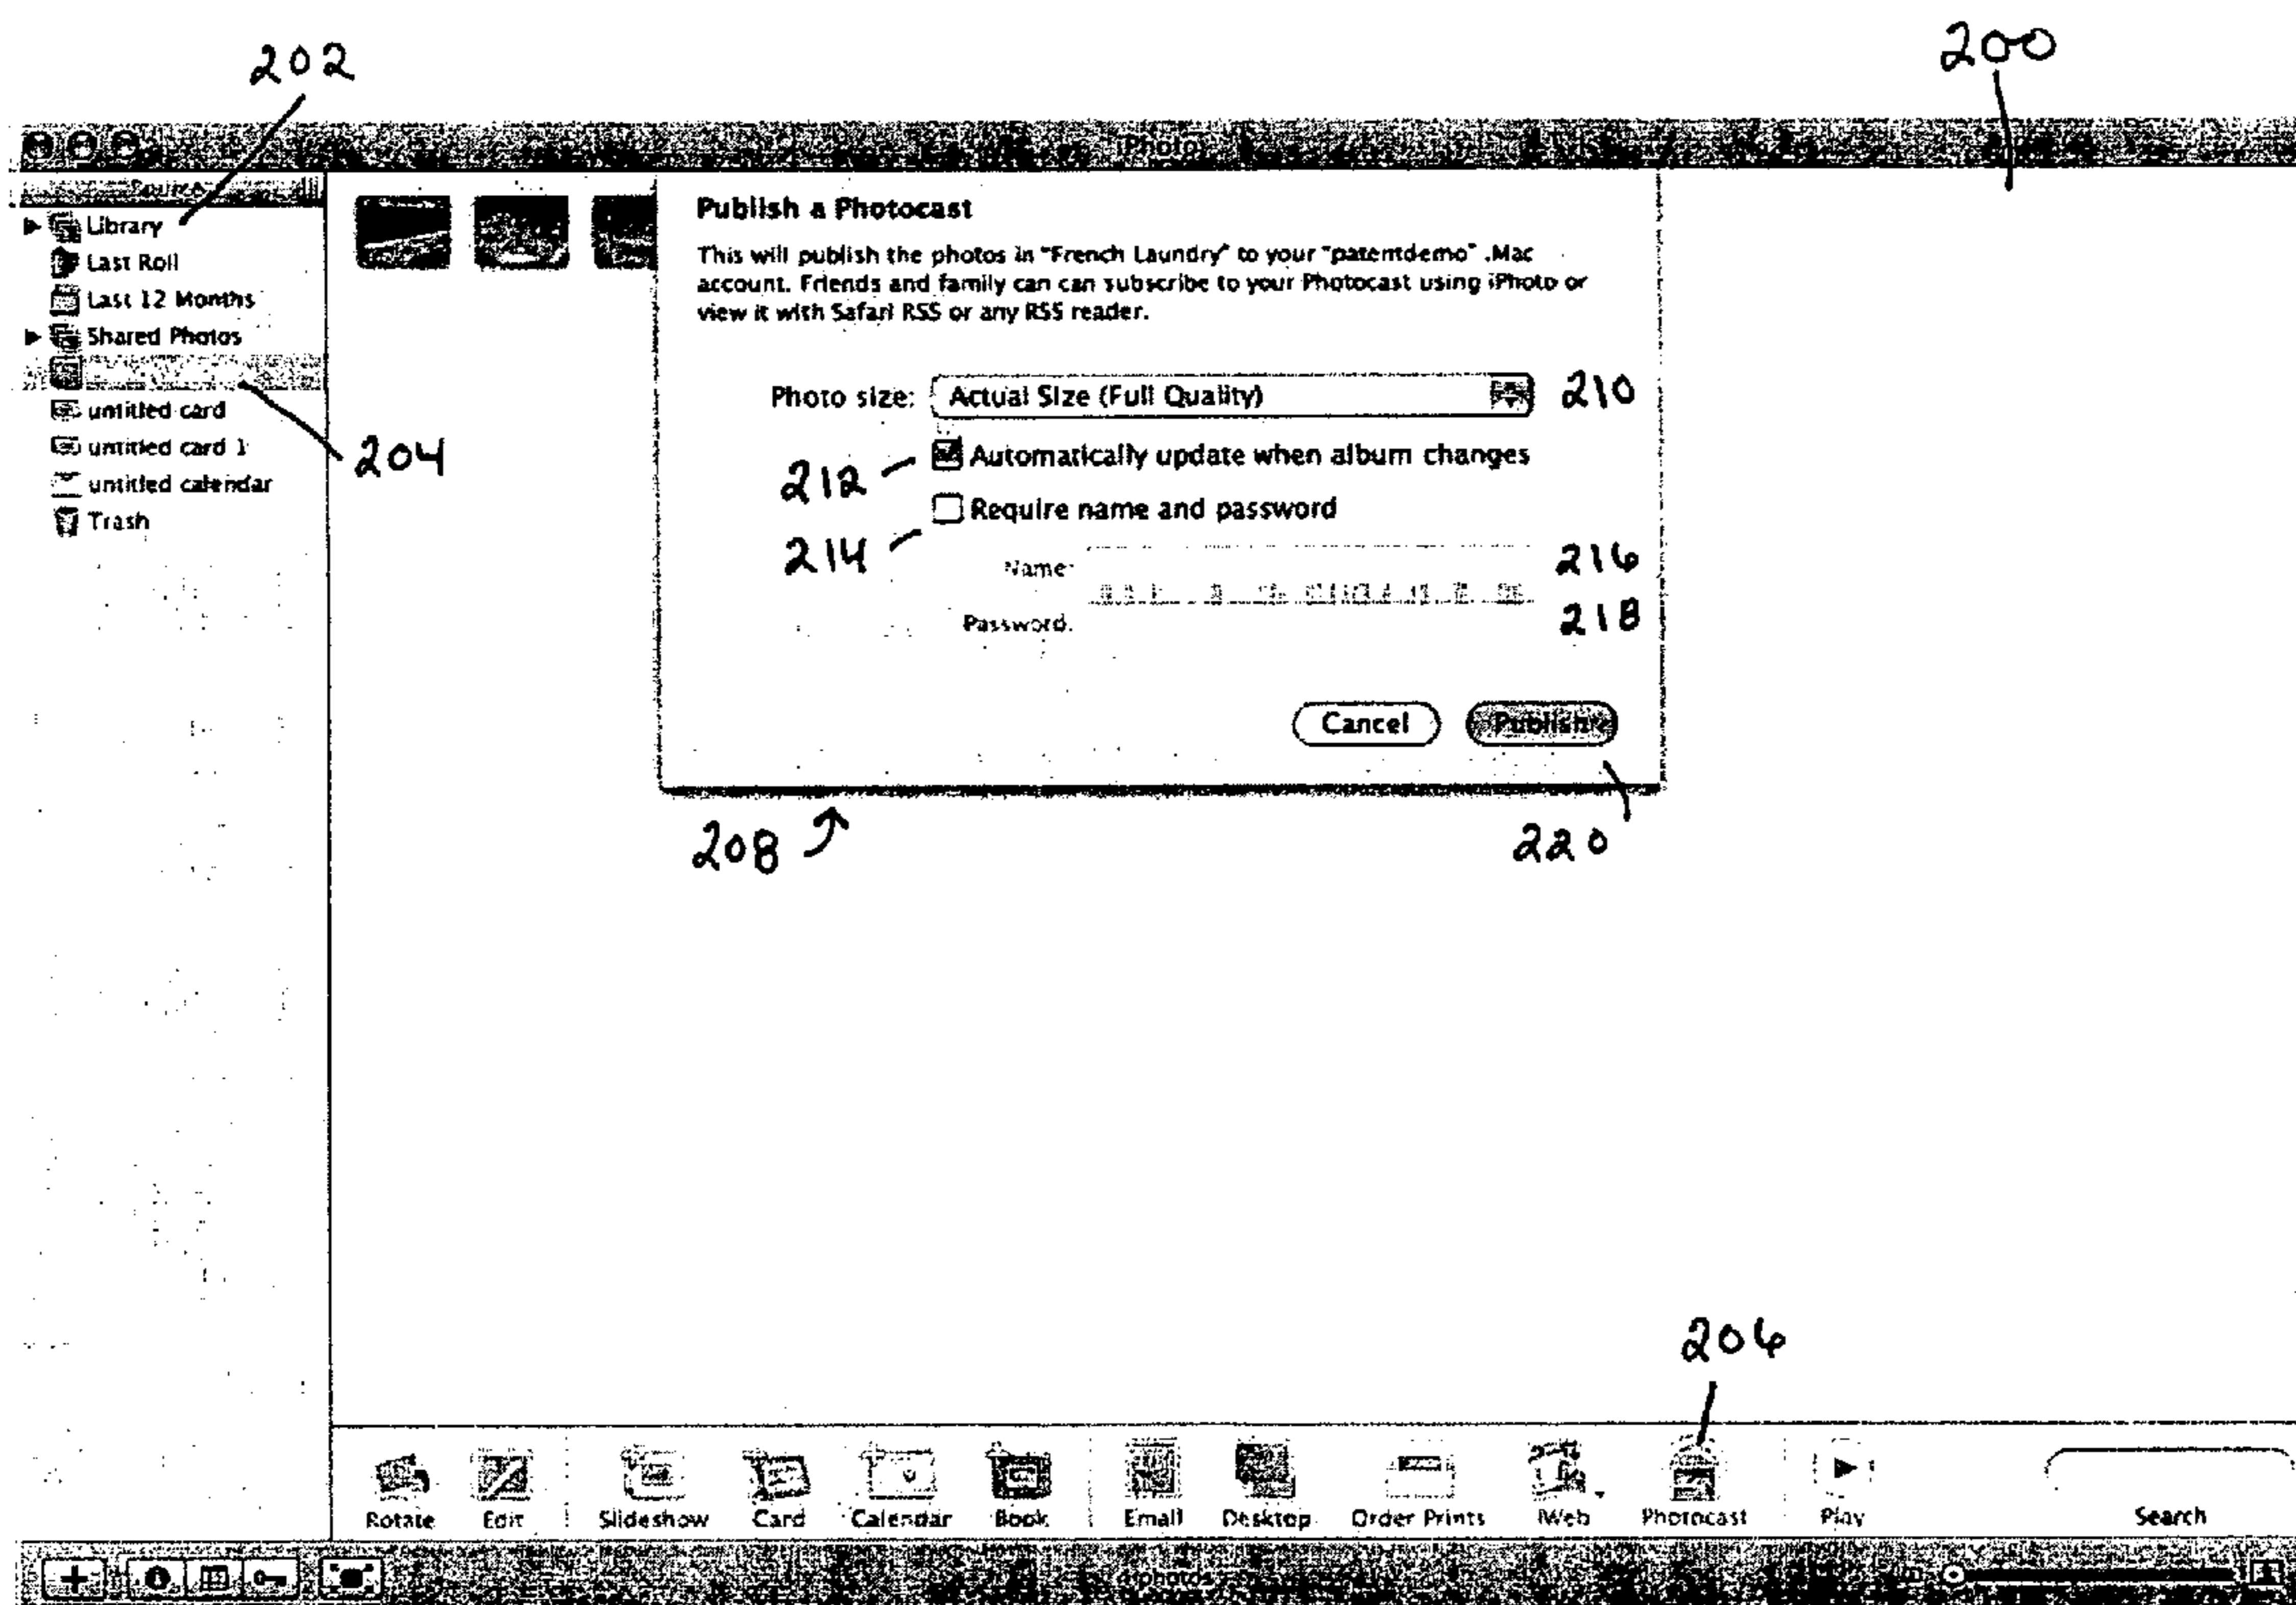 202
200
iPhoto
Source
Library
Last Roll
Last 12 Months
Shared Photos
untitled card
untitled card 1
untitled calendar
Trash
204
Publish a Photocast
This will publish the photos in "French Laundry" to your "patentdemo" .Mac
account. Friends and family can can subscribe to your Photocast using iPhoto or
view it with Safari RSS or any RSS reader.
Photo size: Actual Size (Full Quality) 210
212 Automatically update when album changes
214 Require name and password
Name: 216
Password: 218
Cancel Publish
208
220
206
Rotate Edit Slideshow Card Calendar Book Email Desktop Order Prints iWeb Photocast Play Search
photos